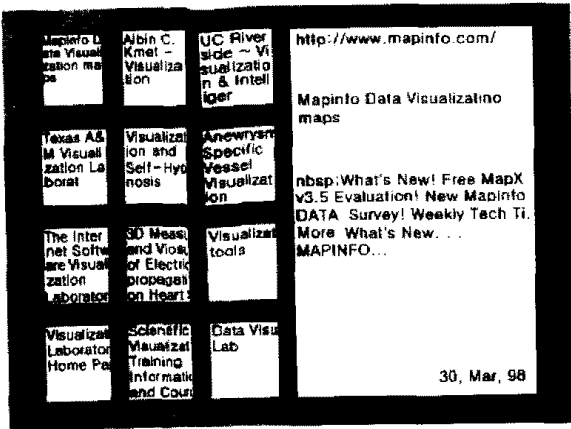 Mapinfo D
ata Visuali
zation ma
ps
Albin C.
Kmet -
Visualiza
tion
UC River
side ~ Vi
sualizatio
n & Intell
iger
Texas A&
M Visuali
zation La
borat
Visualizat
ion and
Self-Hyp
nosis
Anewrysm
Specific
Vessel
Visualizat
ion
The Inter
net Softw
are Visual
zation
Laborator
3D Measu
and
of Electric
propagati
on Heart S
Visualizat
tools
Visualizat
Laborator
Home Pa
Scientific
Visualizat
Training
Informatio
and Cour
Data Visu
Lab
http://www.mapinfo.com/
Mapinfo Data Visualizatino
maps
nbsp;What's New! Free MapX
v3.5 Evaluation! New Mapinfo
DATA Survey! Weekly Tech Ti.
More What's New. . .
MAPINFO...
30, Mar, 98